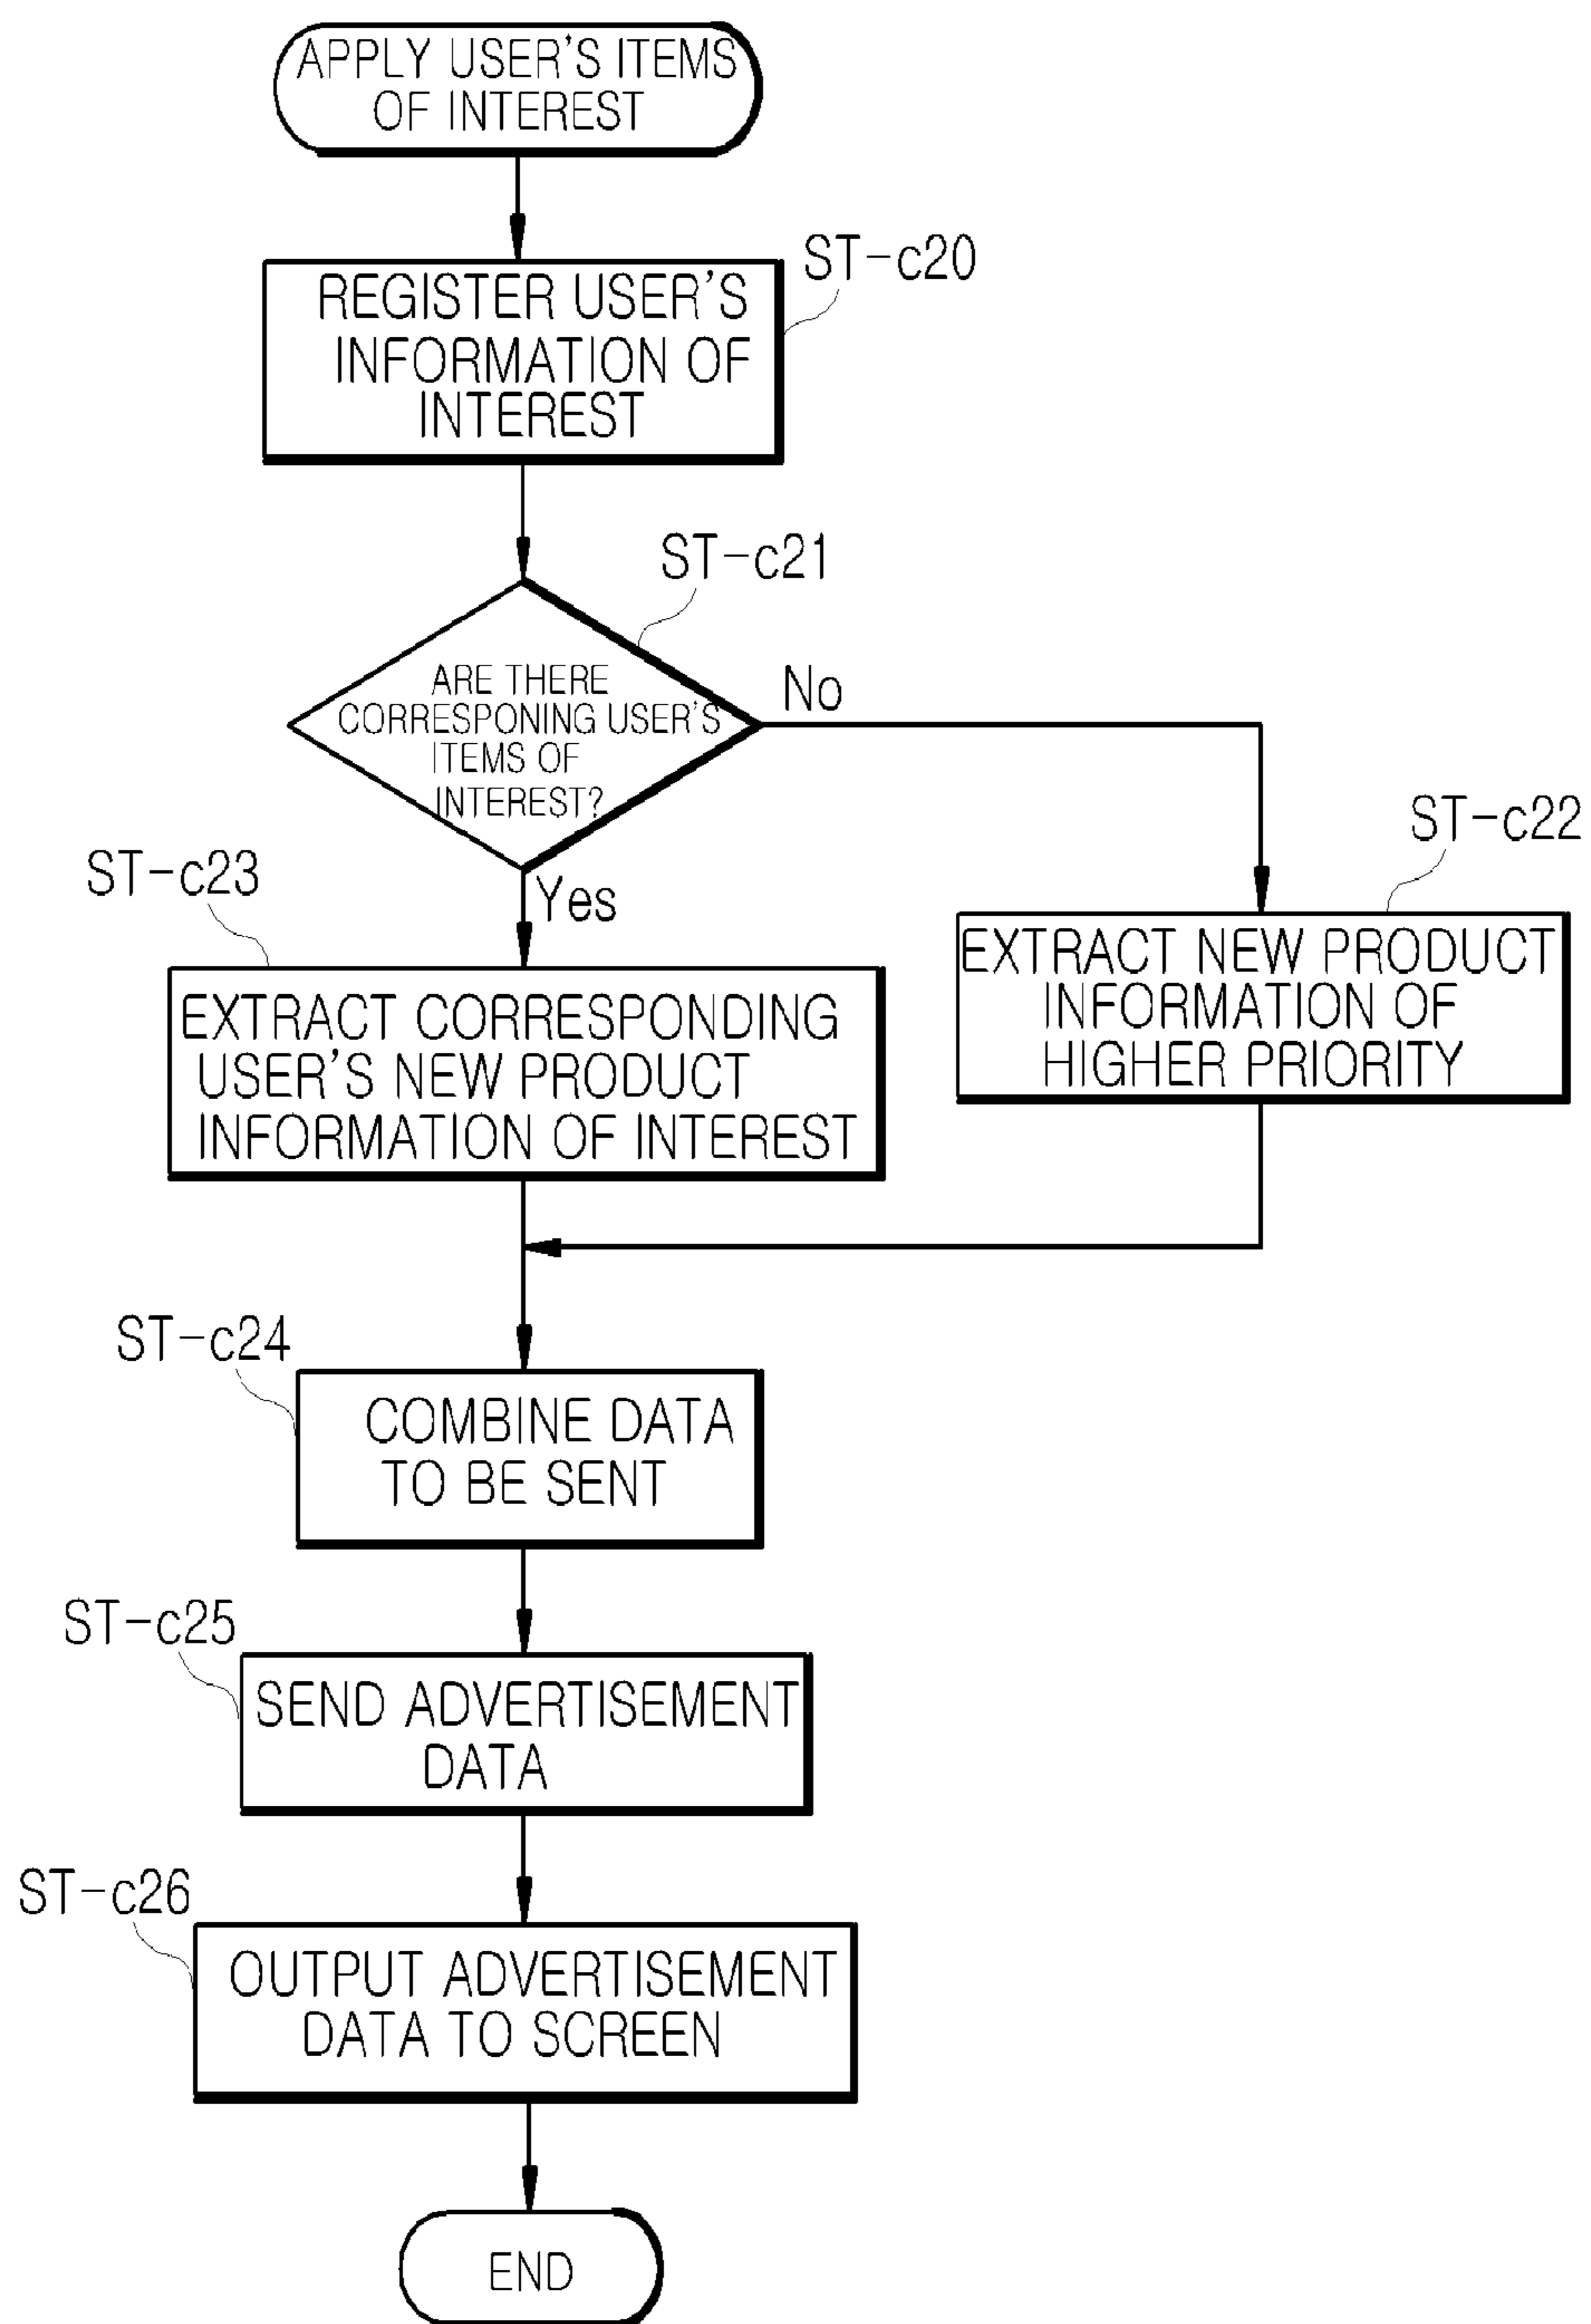 APPLY USER'S ITEMS
OF INTEREST
ST-c20
REGISTER USER'S
INFORMATION OF
INTEREST
ST-c21
ARE THERE
CORRESPONING USER'S
ITEMS OF
INTEREST?
No
Yes
ST-c22
EXTRACT NEW PRODUCT
INFORMATION OF
HIGHER PRIORITY
ST-c23
EXTRACT CORRESPONDING
USER'S NEW PRODUCT
INFORMATION OF INTEREST
ST-c24
COMBINE DATA
TO BE SENT
ST-c25
SEND ADVERTISEMENT
DATA
ST-c26
OUTPUT ADVERTISEMENT
DATA TO SCREEN
END